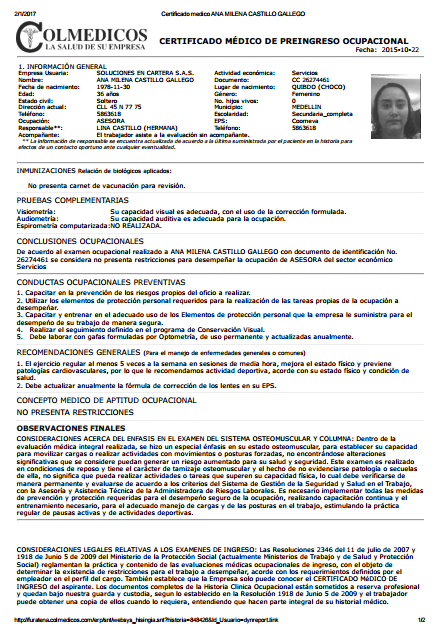 2/1/2017 Certificado medico ANA MILENA CASTILLO GALLEGO
COLMEDICOS
LA SALUD DE SU EMPRESA
CERTIFICADO MÉDICO DE PREINGRESO OCUPACIONAL
Fecha: 2015-10-22
1. INFORMACIÓN GENERAL
Empresa Usuaria: SOLUCIONES EN CARTERA S.A.S. Actividad económica: Servicios
Nombre: ANA MILENA CASTILLO GALLEGO Documento: CC 26274461
Fecha de nacimiento: 1978-11-30 Lugar de nacimiento: QUIBDO (CHOCO)
Edad: 36 años Género: Femenino
Estado civil: Soltero No. hijos vivos: 0
Dirección actual: CLL 45 N 77 75 Municipio: MEDELLIN
Teléfono: 5863618 Escolaridad: Secundaria_completa
Ocupación: ASESORA EPS: Coomeva
Responsable**: LINA CASTILLO (HERMANA) Teléfono: 5863618
Acompañante: El trabajador asiste a la evaluación sin acompañante.
** La información de responsable se encuentra actualizada de acuerdo a la última suministrada por el paciente en la historia para
efectos de un contacto oportuno ante cualquier eventualidad.
INMUNIZACIONES Relación de biológicos aplicados:
No presenta carnet de vacunación para revisión.
PRUEBAS COMPLEMENTARIAS
Visiometría: Su capacidad visual es adecuada, con el uso de la corrección formulada.
Audiometría: Su capacidad auditiva es adecuada para la ocupación.
Espirometría computarizada: NO REALIZADA.
CONCLUSIONES OCUPACIONALES
De acuerdo al examen ocupacional realizado a ANA MILENA CASTILLO GALLEGO con documento de identificación No.
26274461 se considera no presenta restricciones para desempeñar la ocupación de ASESORA del sector económico
Servicios
CONDUCTAS OCUPACIONALES PREVENTIVAS
1. Capacitar en la prevención de los riesgos propios del oficio a realizar.
2. Utilizar los elementos de protección personal requeridos para la realización de las tareas propias de la ocupación a
desempeñar.
3. Capacitar y entrenar en el adecuado uso de los Elementos de protección personal que la empresa le suministra para el
desempeño de su trabajo de manera segura.
4. Realizar el seguimiento definido en el programa de Conservación Visual.
5. Debe laborar con gafas formuladas por Optometría, de uso permanente y actualizadas anualmente.
RECOMENDACIONES GENERALES (Para el manejo de enfermedades generales o comunes)
1. El ejercicio regular al menos 5 veces a la semana en sesiones de media hora, mejora el estado físico y previene
patologías cardiovasculares, por lo que le recomendamos actividad deportiva, acorde con su estado físico y condición de
salud.
2. Debe actualizar anualmente la fórmula de corrección de los lentes en su EPS.
CONCEPTO MEDICO DE APTITUD OCUPACIONAL
NO PRESENTA RESTRICCIONES
OBSERVACIONES FINALES
CONSIDERACIONES ACERCA DEL ENFASIS EN EL EXAMEN DEL SISTEMA OSTEOMUSCULAR Y COLUMNA: Dentro de la
evaluación médica integral realizada, se hizo un especial énfasis en su estado osteomuscular, para establecer su capacidad
para movilizar cargas o realizar actividades con movimientos o posturas forzadas, no encontrándose alteraciones
significativas que se considere puedan generar un riesgo aumentado para su salud y seguridad. Este examen es realizado
en condiciones de reposo y tiene el carácter de tamizaje osteomuscular y el hecho de no evidenciarse patología o secuelas
de ella, no significa que pueda realizar actividades o tareas que superen su capacidad física, lo cual debe verificarse de
manera permanente y evaluarse de acuerdo a los criterios del Sistema de Gestión de la Seguridad y Salud en el Trabajo,
con la Asesoría y Asistencia Técnica de la Administradora de Riesgos Laborales. Es necesario implementar todas las medidas
de prevención y protección requeridas para el desempeño seguro de la ocupación, realizando capacitación continua y el
entrenamiento necesario, para el adecuado manejo de cargas y de las posturas en el trabajo, estimulando la práctica
regular de pausas activas y de actividades deportivas.
CONSIDERACIONES LEGALES RELATIVAS A LOS EXAMENES DE INGRESO: Las Resoluciones 2346 del 11 de julio de 2007 y
1918 de Junio 5 de 2009 del Ministerio de la Protección Social (actualmente Ministerios de Trabajo y de Salud y Protección
Social) reglamentan la práctica y contenido de las evaluaciones médicas ocupacionales de ingreso, con el objeto de
determinar la existencia de restricciones para el trabajo a desempeñar, acorde con los requerimientos definidos por el
empleador en el perfil del cargo. También establece que la Empresa solo puede conocer el CERTIFICADO MÉDICO DE
INGRESO del aspirante. Los documentos completos de la Historia Clínica Ocupacional están sometidos a reserva profesional
y quedan bajo nuestra guarda y custodia, segun lo establecido en la Resolución 1918 de Junio 5 de 2009 y el trabajador
puede obtener una copia de ellos cuando lo requiera, entendiendo que hacen parte integral de su historial médico.
1/2